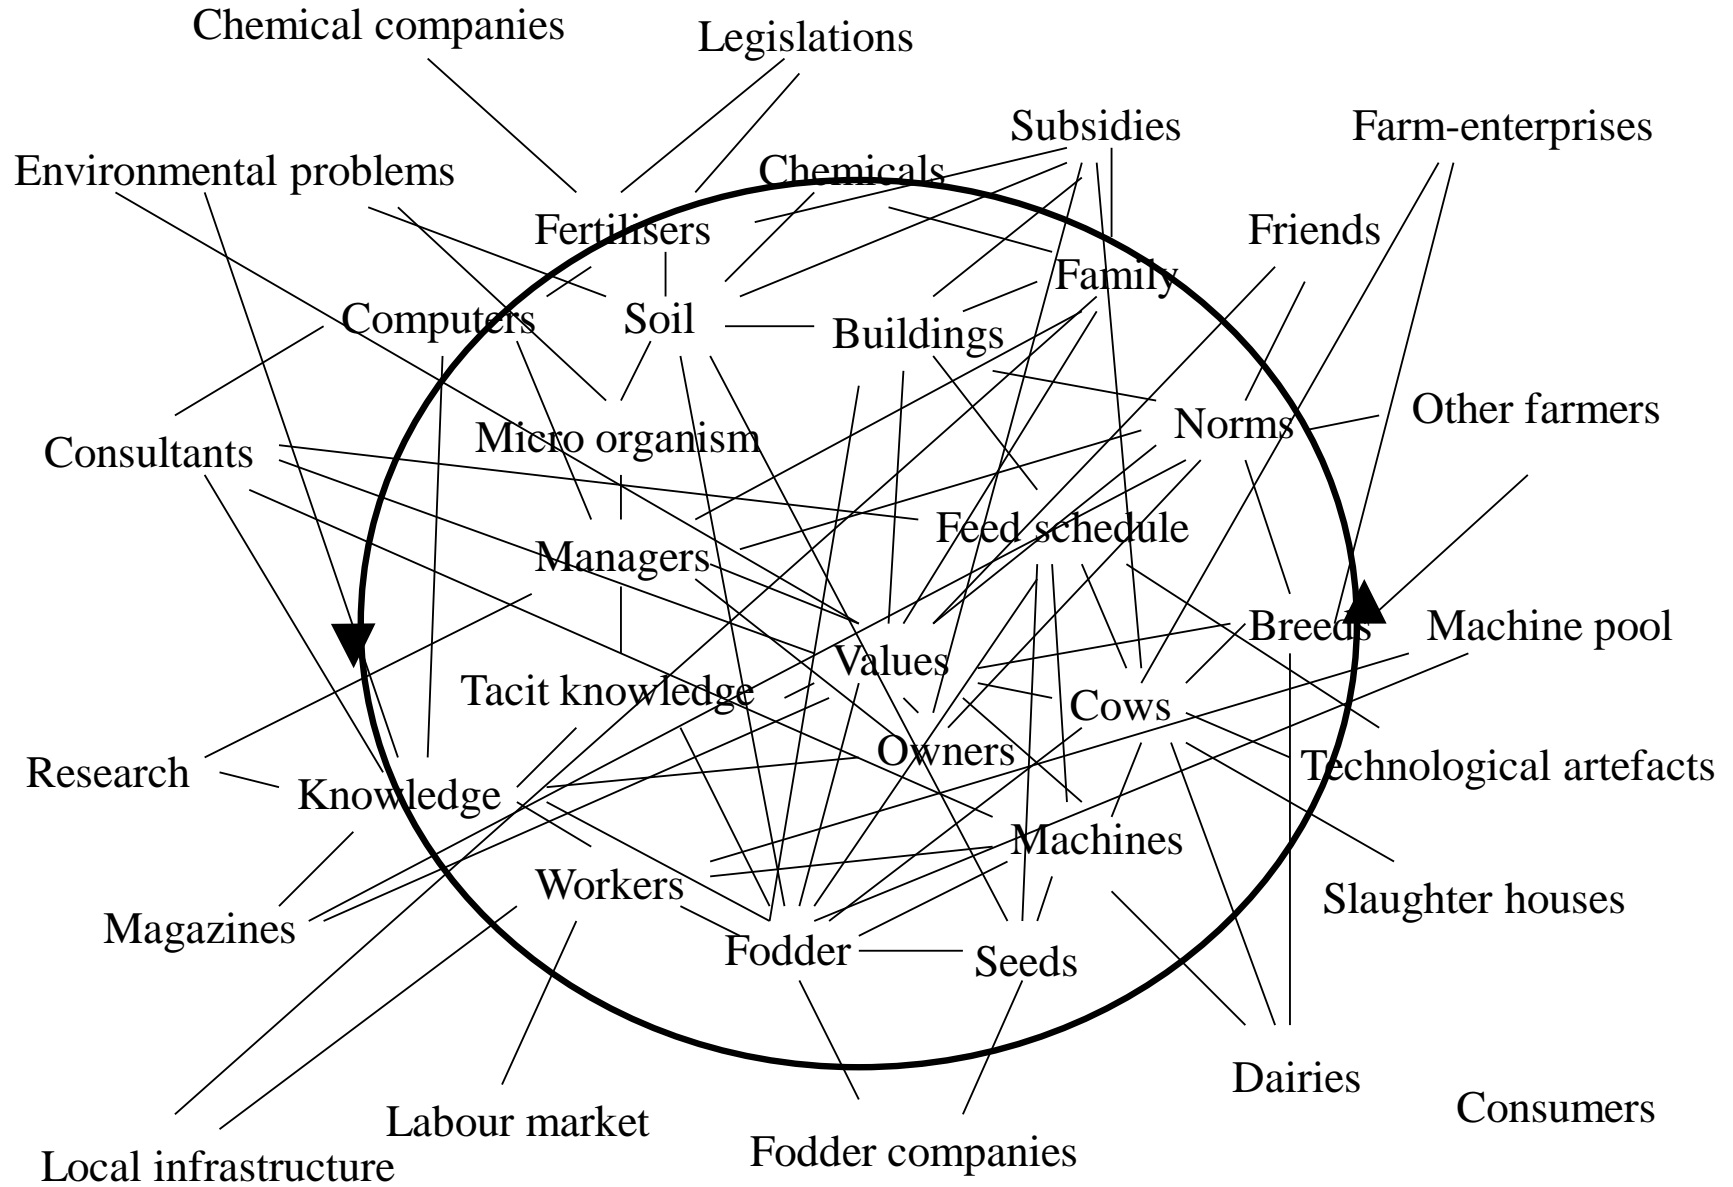 Chemical companies
Legislations
Subsidies
Farm-enterprises
Environmental problems
Chemicals
Fertilisers
Friends
Family
Computers
Soil
Buildings
Other farmers
Norms
Micro organism
Consultants
Feed schedule
Managers
Breeds
Machine pool
Values
Tacit knowledge
Cows
Owners
Technological artefacts
Research
Knowledge
Machines
Workers
Slaughter houses
Magazines
Fodder
Seeds
Dairies
Consumers
Labour market
Fodder companies
Local infrastructure